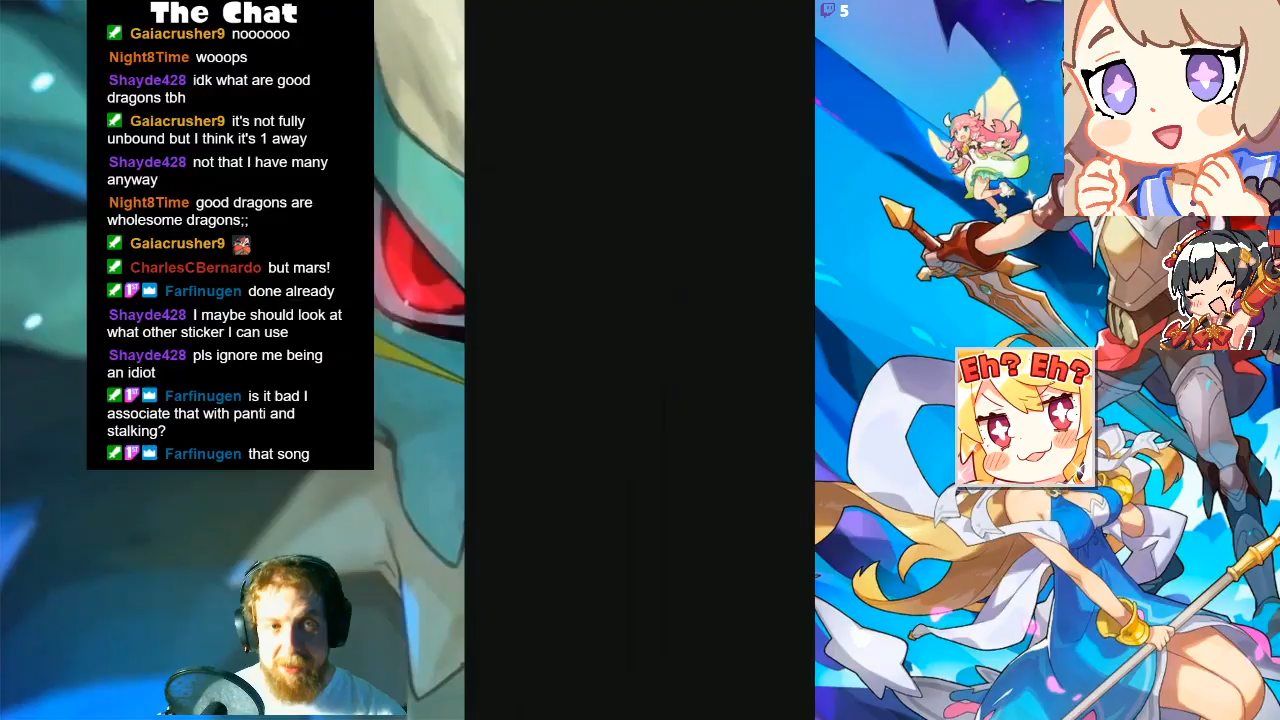 The Chat
Gaiacrusher9 noooooo
Night8Time wooops
Shayde428 idk what are good
dragons tbh
Gaiacrusher9 it's not fully
unbound but I think it's 1 away
Shayde428 not that I have many
anyway
Night8Time good dragons are
wholesome dragons;;
Gaiacrusher9
CharlesCBernardo but mars!
Farfinugen done already
Shayde428 I maybe should look at
what other sticker I can use
Shayde428 pls ignore me being
an idiot
Farfinugen is it bad I
associate that with panti and
stalking?
Farfinugen that song
5
Eh? Eh?